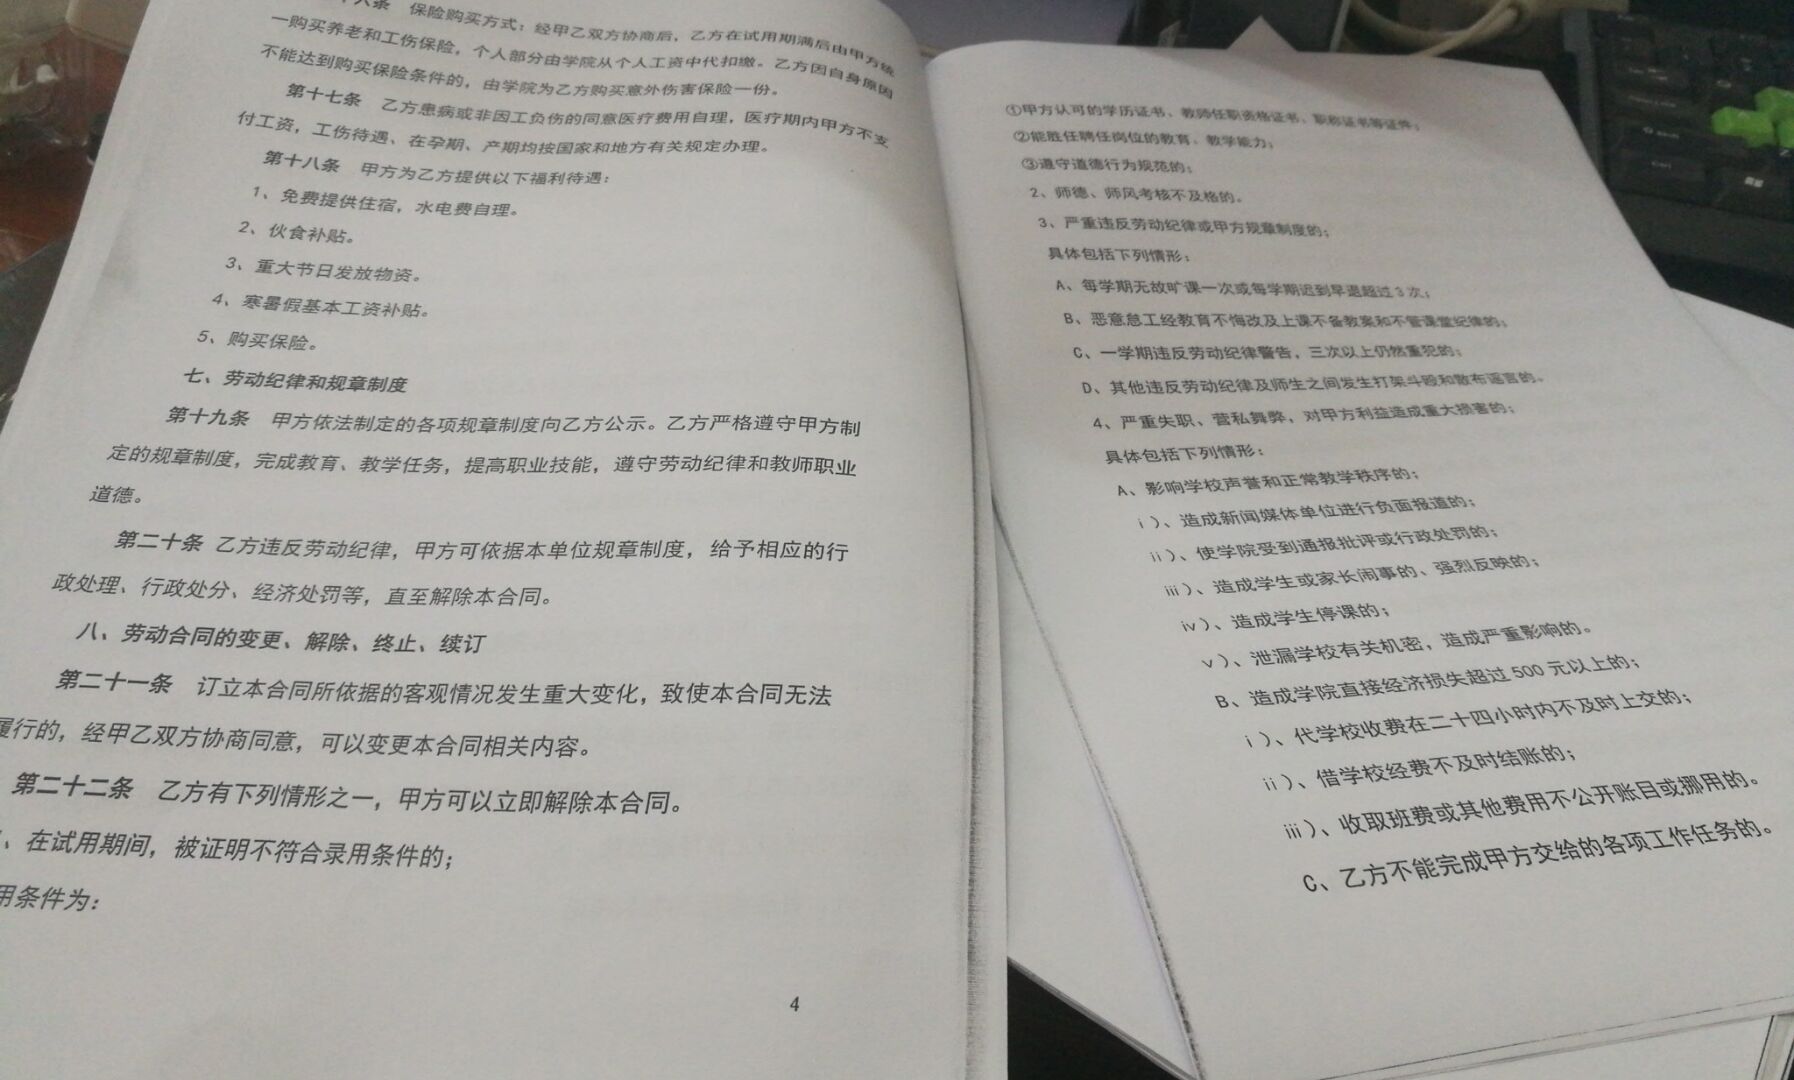 十六条 保险购买方式：经甲乙双方协商后，乙方在试用期满后由甲方统
一购买养老和工伤保险，个人部分由学院从个人工资中代扣缴。乙方因自身原因
不能达到购买保险条件的，由学院为乙方购买意外伤害保险一份。
第十七条 乙方患病或非因工负伤的同意医疗费用自理，医疗期内甲方不支
付工资，工伤待遇、在孕期、产期均按国家和地方有关规定办理。
第十八条 甲方为乙方提供以下福利待遇：
1、免费提供住宿，水电费自理。
2、伙食补贴。
3、重大节日发放物资。
4、寒暑假基本工资补贴。
5、购买保险。
七、劳动纪律和规章制度
第十九条 甲方依法制定的各项规章制度向乙方公示。乙方严格遵守甲方制
定的规章制度，完成教育、教学任务，提高职业技能，遵守劳动纪律和教师职业
道德。
第二十条 乙方违反劳动纪律，甲方可依据本单位规章制度，给予相应的行
政处理、行政处分、经济处罚等，直至解除本合同。
八、劳动合同的变更、解除、终止、续订
第二十一条 订立本合同所依据的客观情况发生重大变化，致使本合同无法
履行的，经甲乙双方协商同意，可以变更本合同相关内容。
第二十二条 乙方有下列情形之一，甲方可以立即解除本合同。
、在试用期间，被证明不符合录用条件的；
用条件为：
4
①甲方认可的学历证书、教师任职资格证书、职称证书等证件；
②能胜任聘任岗位的教育、教学能力；
③遵守道德行为规范的；
2、师德、师风考核不及格的。
3、严重违反劳动纪律或甲方规章制度的；
具体包括下列情形：
A、每学期无故旷课一次或每学期迟到早退超过3次；
B、恶意怠工经教育不悔改及上课不备教案和不管课堂纪律的；
C、一学期违反劳动纪律警告，三次以上仍然重犯的；
D、其他违反劳动纪律及师生之间发生打架斗殴和散布谣言的。
4、严重失职、营私舞弊，对甲方利益造成重大损害的；
具体包括下列情形：
A、影响学校声誉和正常教学秩序的；
ⅰ）、造成新闻媒体单位进行负面报道的；
ⅱ）、使学院受到通报批评或行政处罚的；
ⅲ）、造成学生或家长闹事的、强烈反映的；
ⅳ）、造成学生停课的；
ⅴ）、泄漏学校有关机密，造成严重影响的。
B、造成学院直接经济损失超过500元以上的；
ⅰ）、代学校收费在二十四小时内不及时上交的；
ⅱ）、借学校经费不及时结账的；
ⅲ）、收取班费或其他费用不公开账目或挪用的。
C、乙方不能完成甲方交给的各项工作任务的。